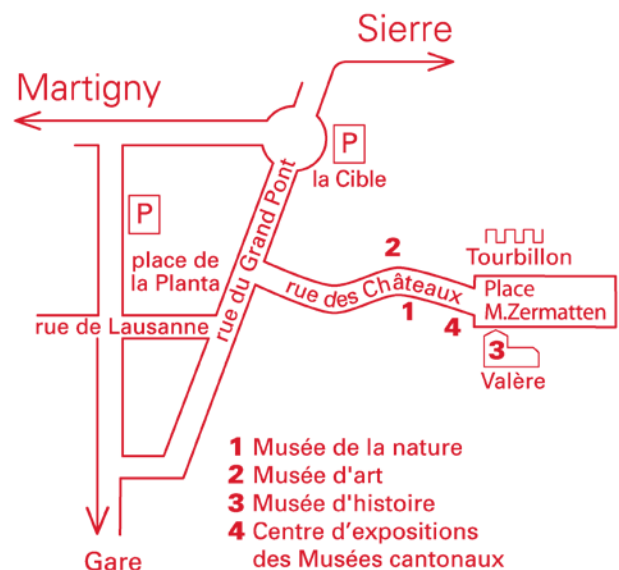 Sierre
Martigny
P
la Cible
P
place de
la Planta
rue du Grand Pont
2
Tourbillon
rue des Châteaux
Place
M.Zermatten
rue de Lausanne
1
4
3
Valère
1 Musée de la nature
2 Musée d'art
3 Musée d'histoire
4 Centre d’expositions
des Musées cantonaux
Gare